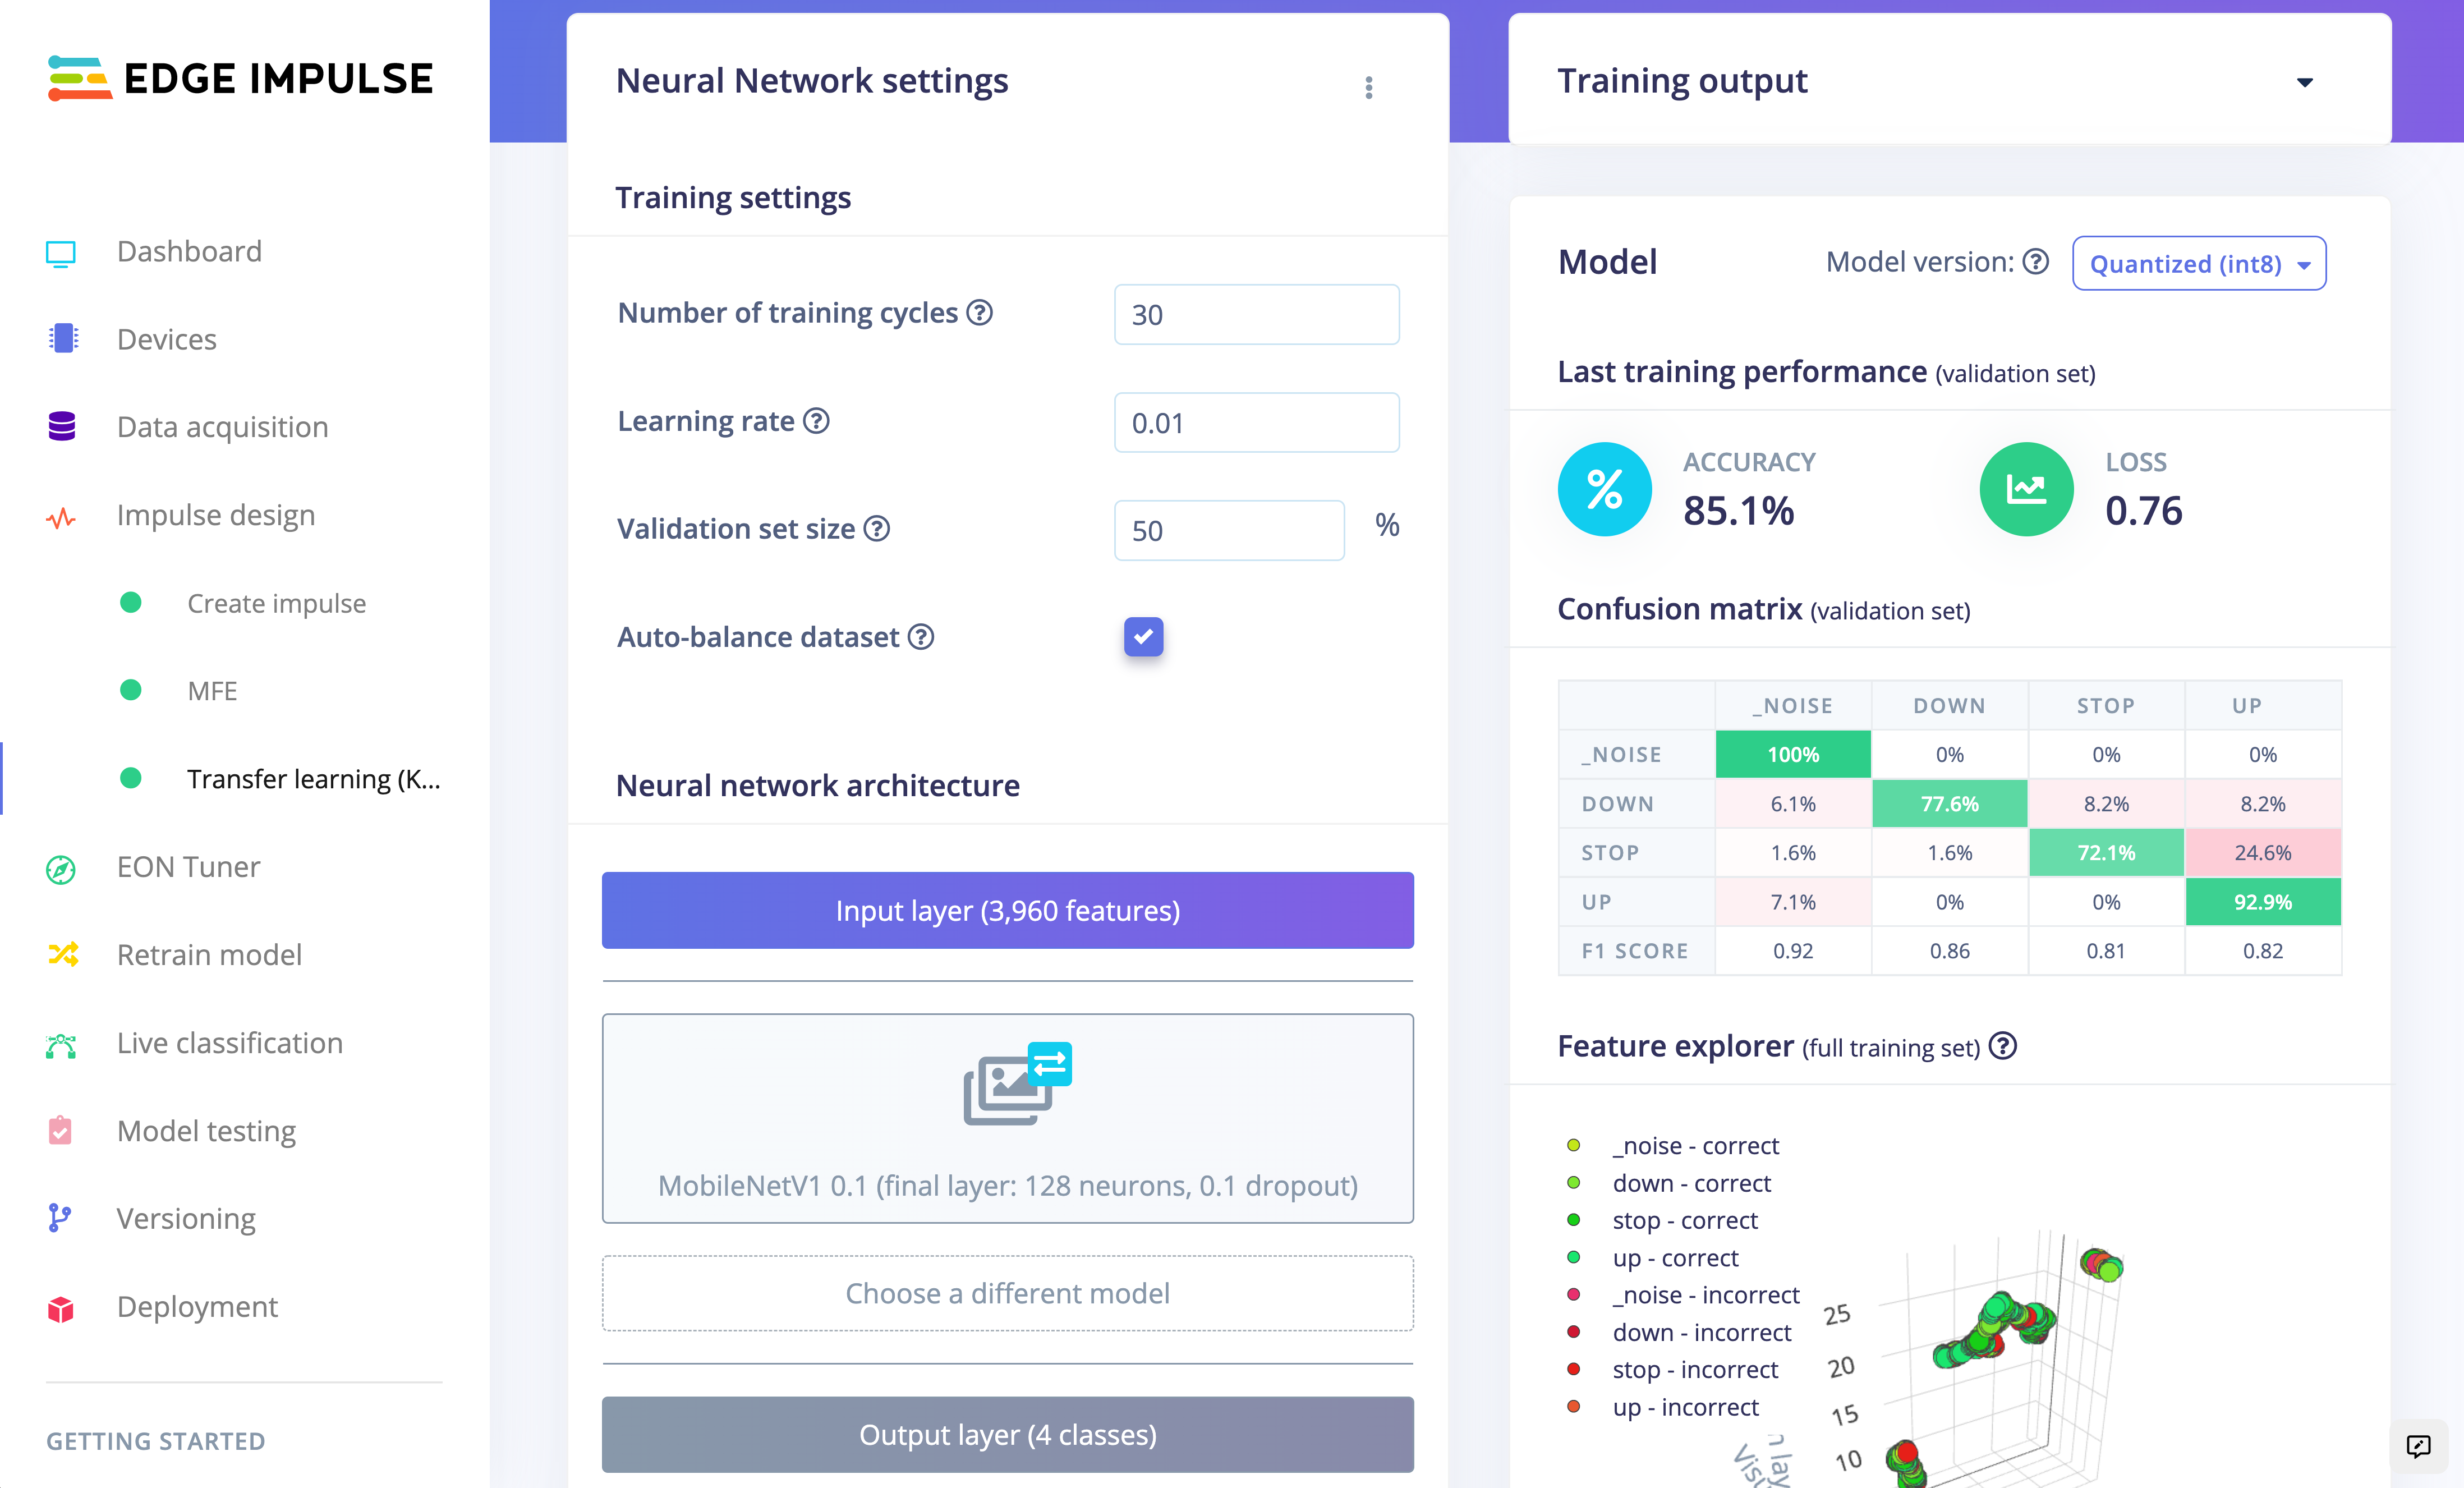 EDGE IMPULSE
Dashboard
Devices
Data acquisition
Impulse design
Create impulse
MFE
Transfer learning (K...
EON Tuner
Retrain model
Live classification
Model testing
Versioning
Deployment
GETTING STARTED
Neural Network settings
Training settings
Number of training cycles ?
30
Learning rate ?
0.01
Validation set size ?
50 %
Auto-balance dataset ?
Neural network architecture
Input layer (3,960 features)
MobileNetV1 0.1 (final layer: 128 neurons, 0.1 dropout)
Choose a different model
Output layer (4 classes)
Training output
Model
Model version: ? Quantized (int8)
Last training performance (validation set)
%
ACCURACY
85.1%
LOSS
0.76
Confusion matrix (validation set)
_NOISE DOWN STOP UP
_NOISE 100% 0% 0% 0%
DOWN 6.1% 77.6% 8.2% 8.2%
STOP 1.6% 1.6% 72.1% 24.6%
UP 7.1% 0% 0% 92.9%
F1 SCORE 0.92 0.86 0.81 0.82
Feature explorer (full training set) ?
_noise - correct
down - correct
stop - correct
up - correct
_noise - incorrect
down - incorrect
stop - incorrect
up - incorrect
25
20
15
10